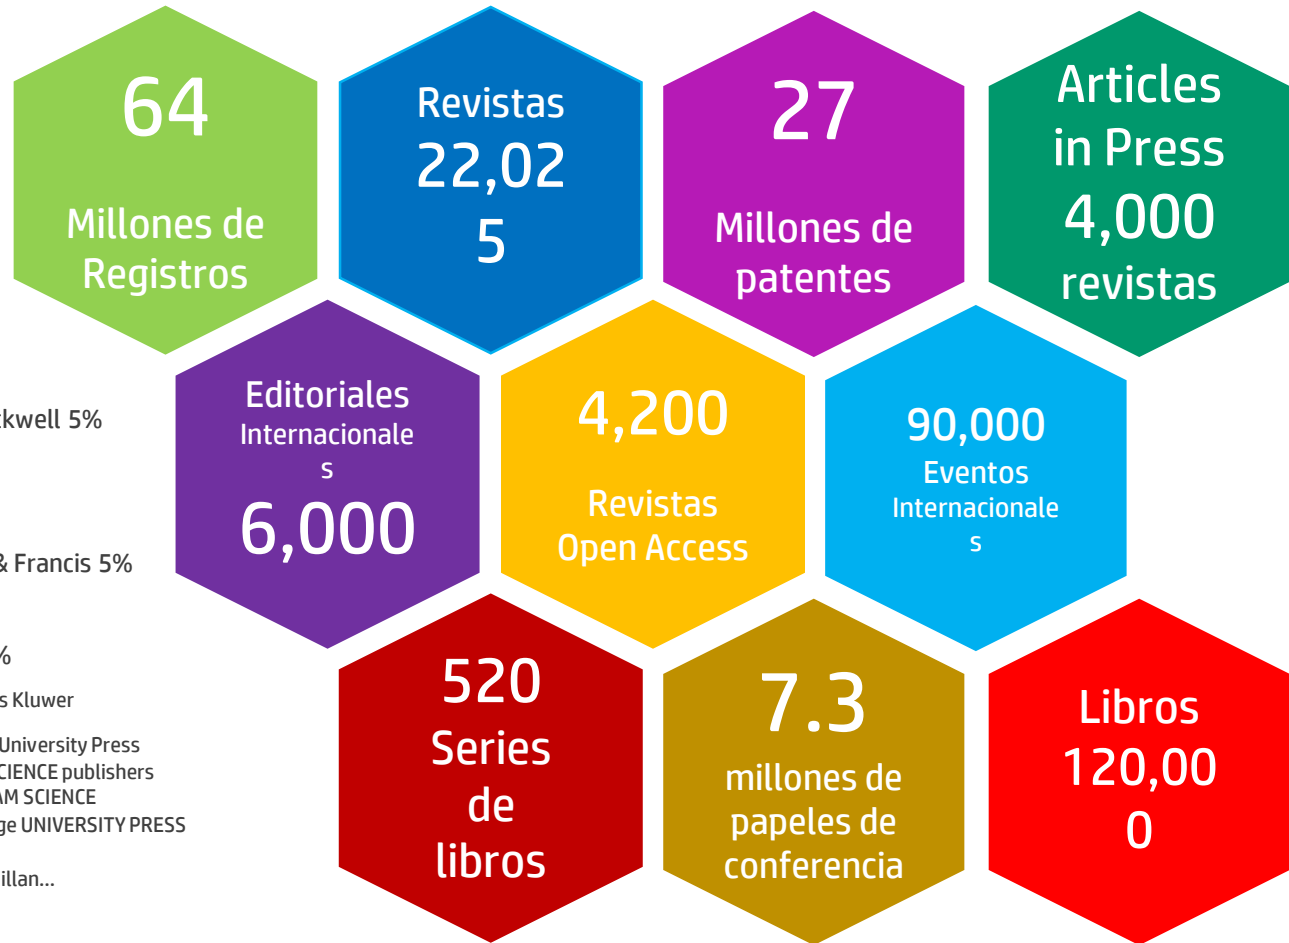 64
Millones de
Registros
Revistas
22,02
5
27
Millones de
patentes
Articles
in Press
4,000
revistas
Editoriales
Internacionale
s
6,000
4,200
Revistas
Open Access
90,000
Eventos
Internacionale
s
520
Series
de
libros
7.3
millones de
papeles de
conferencia
Libros
120,00
0
kwell 5%
& Francis 5%
%
s Kluwer
University Press
CIENCE publishers
AM SCIENCE
ge UNIVERSITY PRESS
illan...